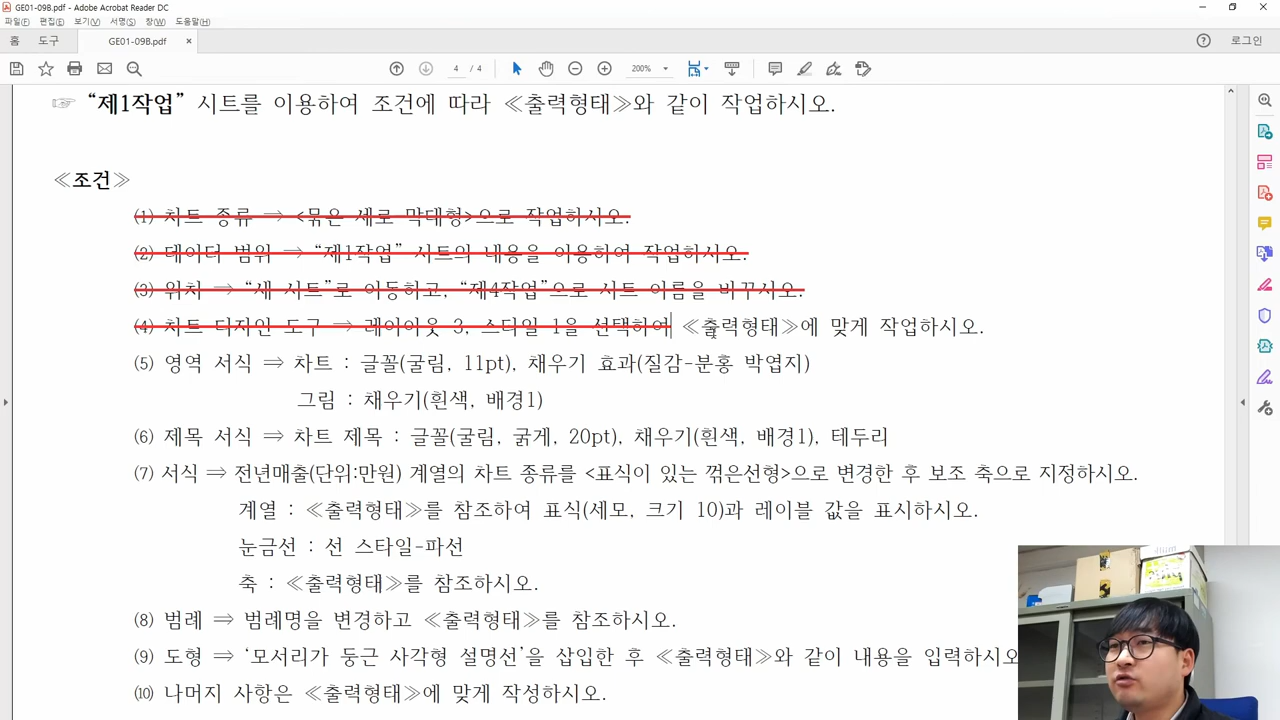 GE01-09B.pdf - Adobe Acrobat Reader DC
파일(F) 편집(E) 보기(V) 서명(S) 창(W) 도움말(H)
홈 도구 GE01-09B.pdf × 로그인
4 / 4 200%
☞ “제1작업” 시트를 이용하여 조건에 따라 ≪출력형태≫와 같이 작업하시오.
≪조건≫
⑴ 차트 종류 ⇒ <묶은 세로 막대형>으로 작업하시오.
⑵ 데이터 범위 ⇒ “제1작업” 시트의 내용을 이용하여 작업하시오.
⑶ 위치 ⇒ “새 시트”로 이동하고, “제4작업”으로 시트 이름을 바꾸시오.
⑷ 차트 디자인 도구 ⇒ 레이아웃 3, 스타일 1을 선택하여 ≪출력형태≫에 맞게 작업하시오.
⑸ 영역 서식 ⇒ 차트 : 글꼴(굴림, 11pt), 채우기 효과(질감-분홍 박엽지)
그림 : 채우기(흰색, 배경1)
⑹ 제목 서식 ⇒ 차트 제목 : 글꼴(굴림, 굵게, 20pt), 채우기(흰색, 배경1), 테두리
⑺ 서식 ⇒ 전년매출(단위:만원) 계열의 차트 종류를 <표식이 있는 꺾은선형>으로 변경한 후 보조 축으로 지정하시오.
계열 : ≪출력형태≫를 참조하여 표식(세모, 크기 10)과 레이블 값을 표시하시오.
눈금선 : 선 스타일-파선
축 : ≪출력형태≫를 참조하시오.
⑻ 범례 ⇒ 범례명을 변경하고 ≪출력형태≫를 참조하시오.
⑼ 도형 ⇒ ‘모서리가 둥근 사각형 설명선’을 삽입한 후 ≪출력형태≫와 같이 내용을 입력하시오
⑽ 나머지 사항은 ≪출력형태≫에 맞게 작성하시오.